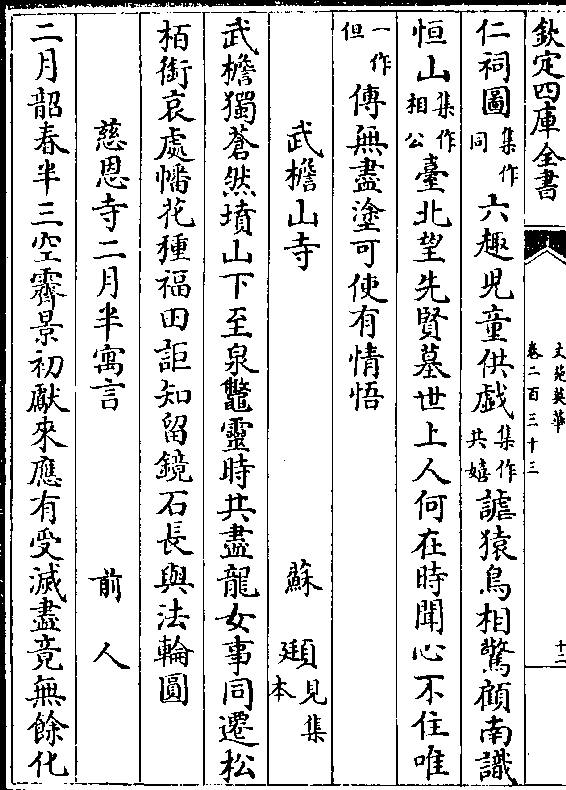 欽定四庫全書
文苑英華
卷二百三十三
十二
仁祠圖集作同六趣兒童供戲集作共嬉謔猿鳥相驚顧南識
恒山集作相公臺北望先賢墓世上人何在時聞心不住唯
一作但傳無盡塗可使有情悟
武檐山寺 蘇頲見集本
武檐獨蒼然墳山下至泉鼈靈時共盡龍女事同遷松
栢銜哀處幡花種福田詎知留鏡石長與法輪圓
慈恩寺二月半寓言 前人
二月韶春半三空霽景初獻來應有受滅盡竟無餘化